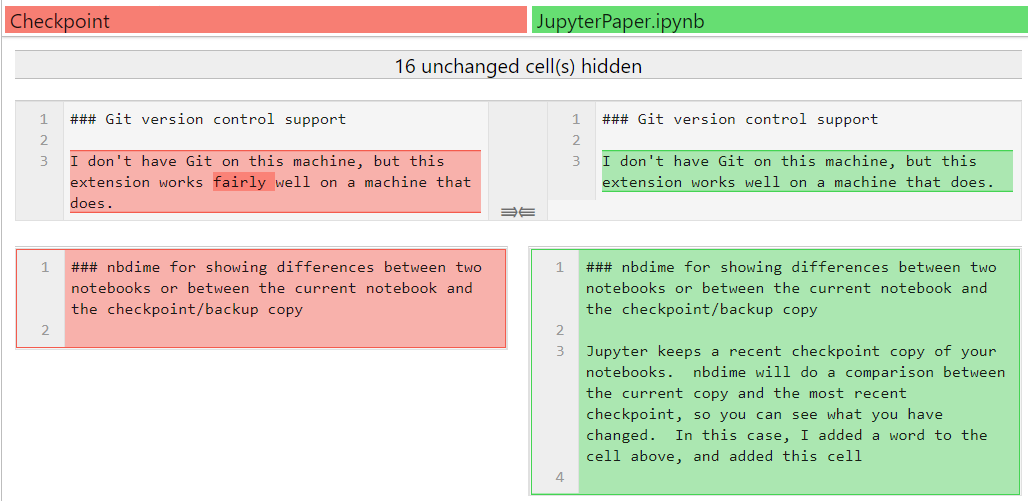 Checkpoint
JupyterPaper.ipynb
16 unchanged cell(s) hidden
1 ### Git version control support
2
3 I don't have Git on this machine, but this
extension works fairly well on a machine that
does.
1 ### Git version control support
2
3 I don't have Git on this machine, but this
extension works well on a machine that does.
1 ### nbdime for showing differences between two
notebooks or between the current notebook and
the checkpoint/backup copy
2
1 ### nbdime for showing differences between two
notebooks or between the current notebook and
the checkpoint/backup copy
2
3 Jupyter keeps a recent checkpoint copy of your
notebooks.  nbdime will do a comparison between
the current copy and the most recent
checkpoint, so you can see what you have
changed.  In this case, I added a word to the
cell above, and added this cell
4